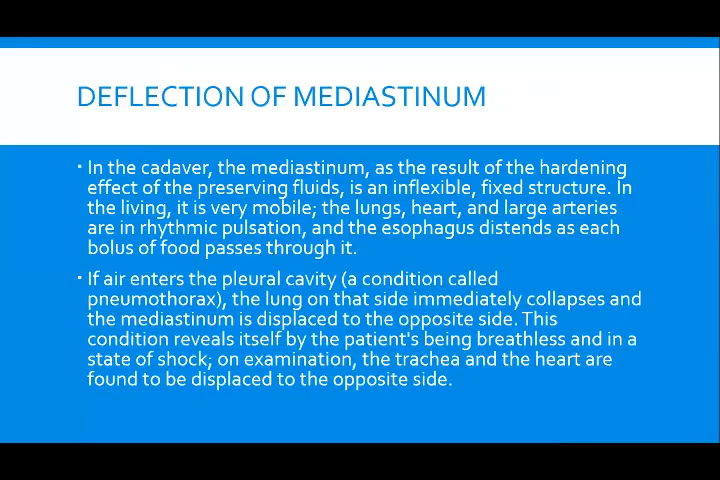 DEFLECTION OF MEDIASTINUM
▪ In the cadaver, the mediastinum, as the result of the hardening
effect of the preserving fluids, is an inflexible, fixed structure. In
the living, it is very mobile; the lungs, heart, and large arteries
are in rhythmic pulsation, and the esophagus distends as each
bolus of food passes through it.
▪ If air enters the pleural cavity (a condition called
pneumothorax), the lung on that side immediately collapses and
the mediastinum is displaced to the opposite side. This
condition reveals itself by the patient's being breathless and in a
state of shock; on examination, the trachea and the heart are
found to be displaced to the opposite side.